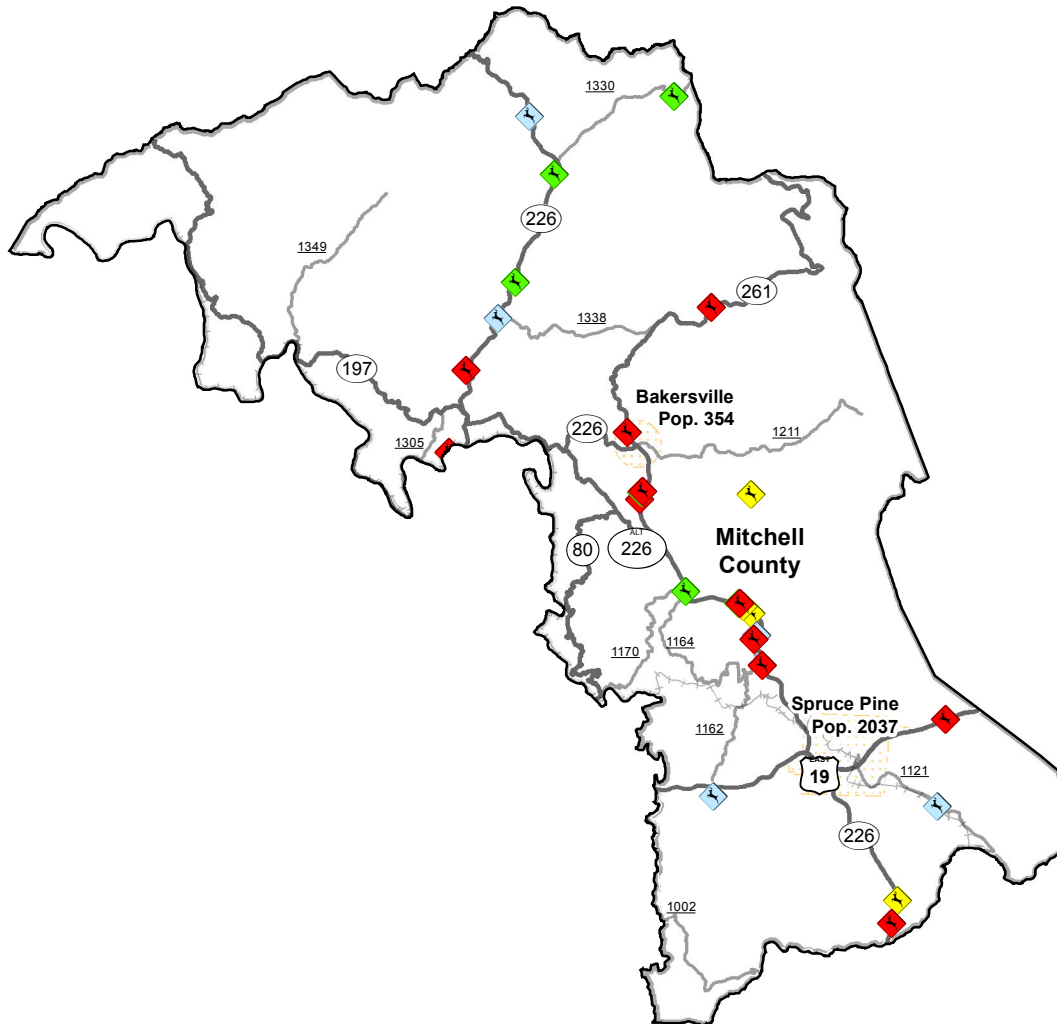 1330
226
1349
261
1338
197
Bakersville
Pop. 354
226
1211
1305
Mitchell
County
ALT
226
80
1164
1170
Spruce Pine
Pop. 2037
1162
EAST
19
1121
226
1002